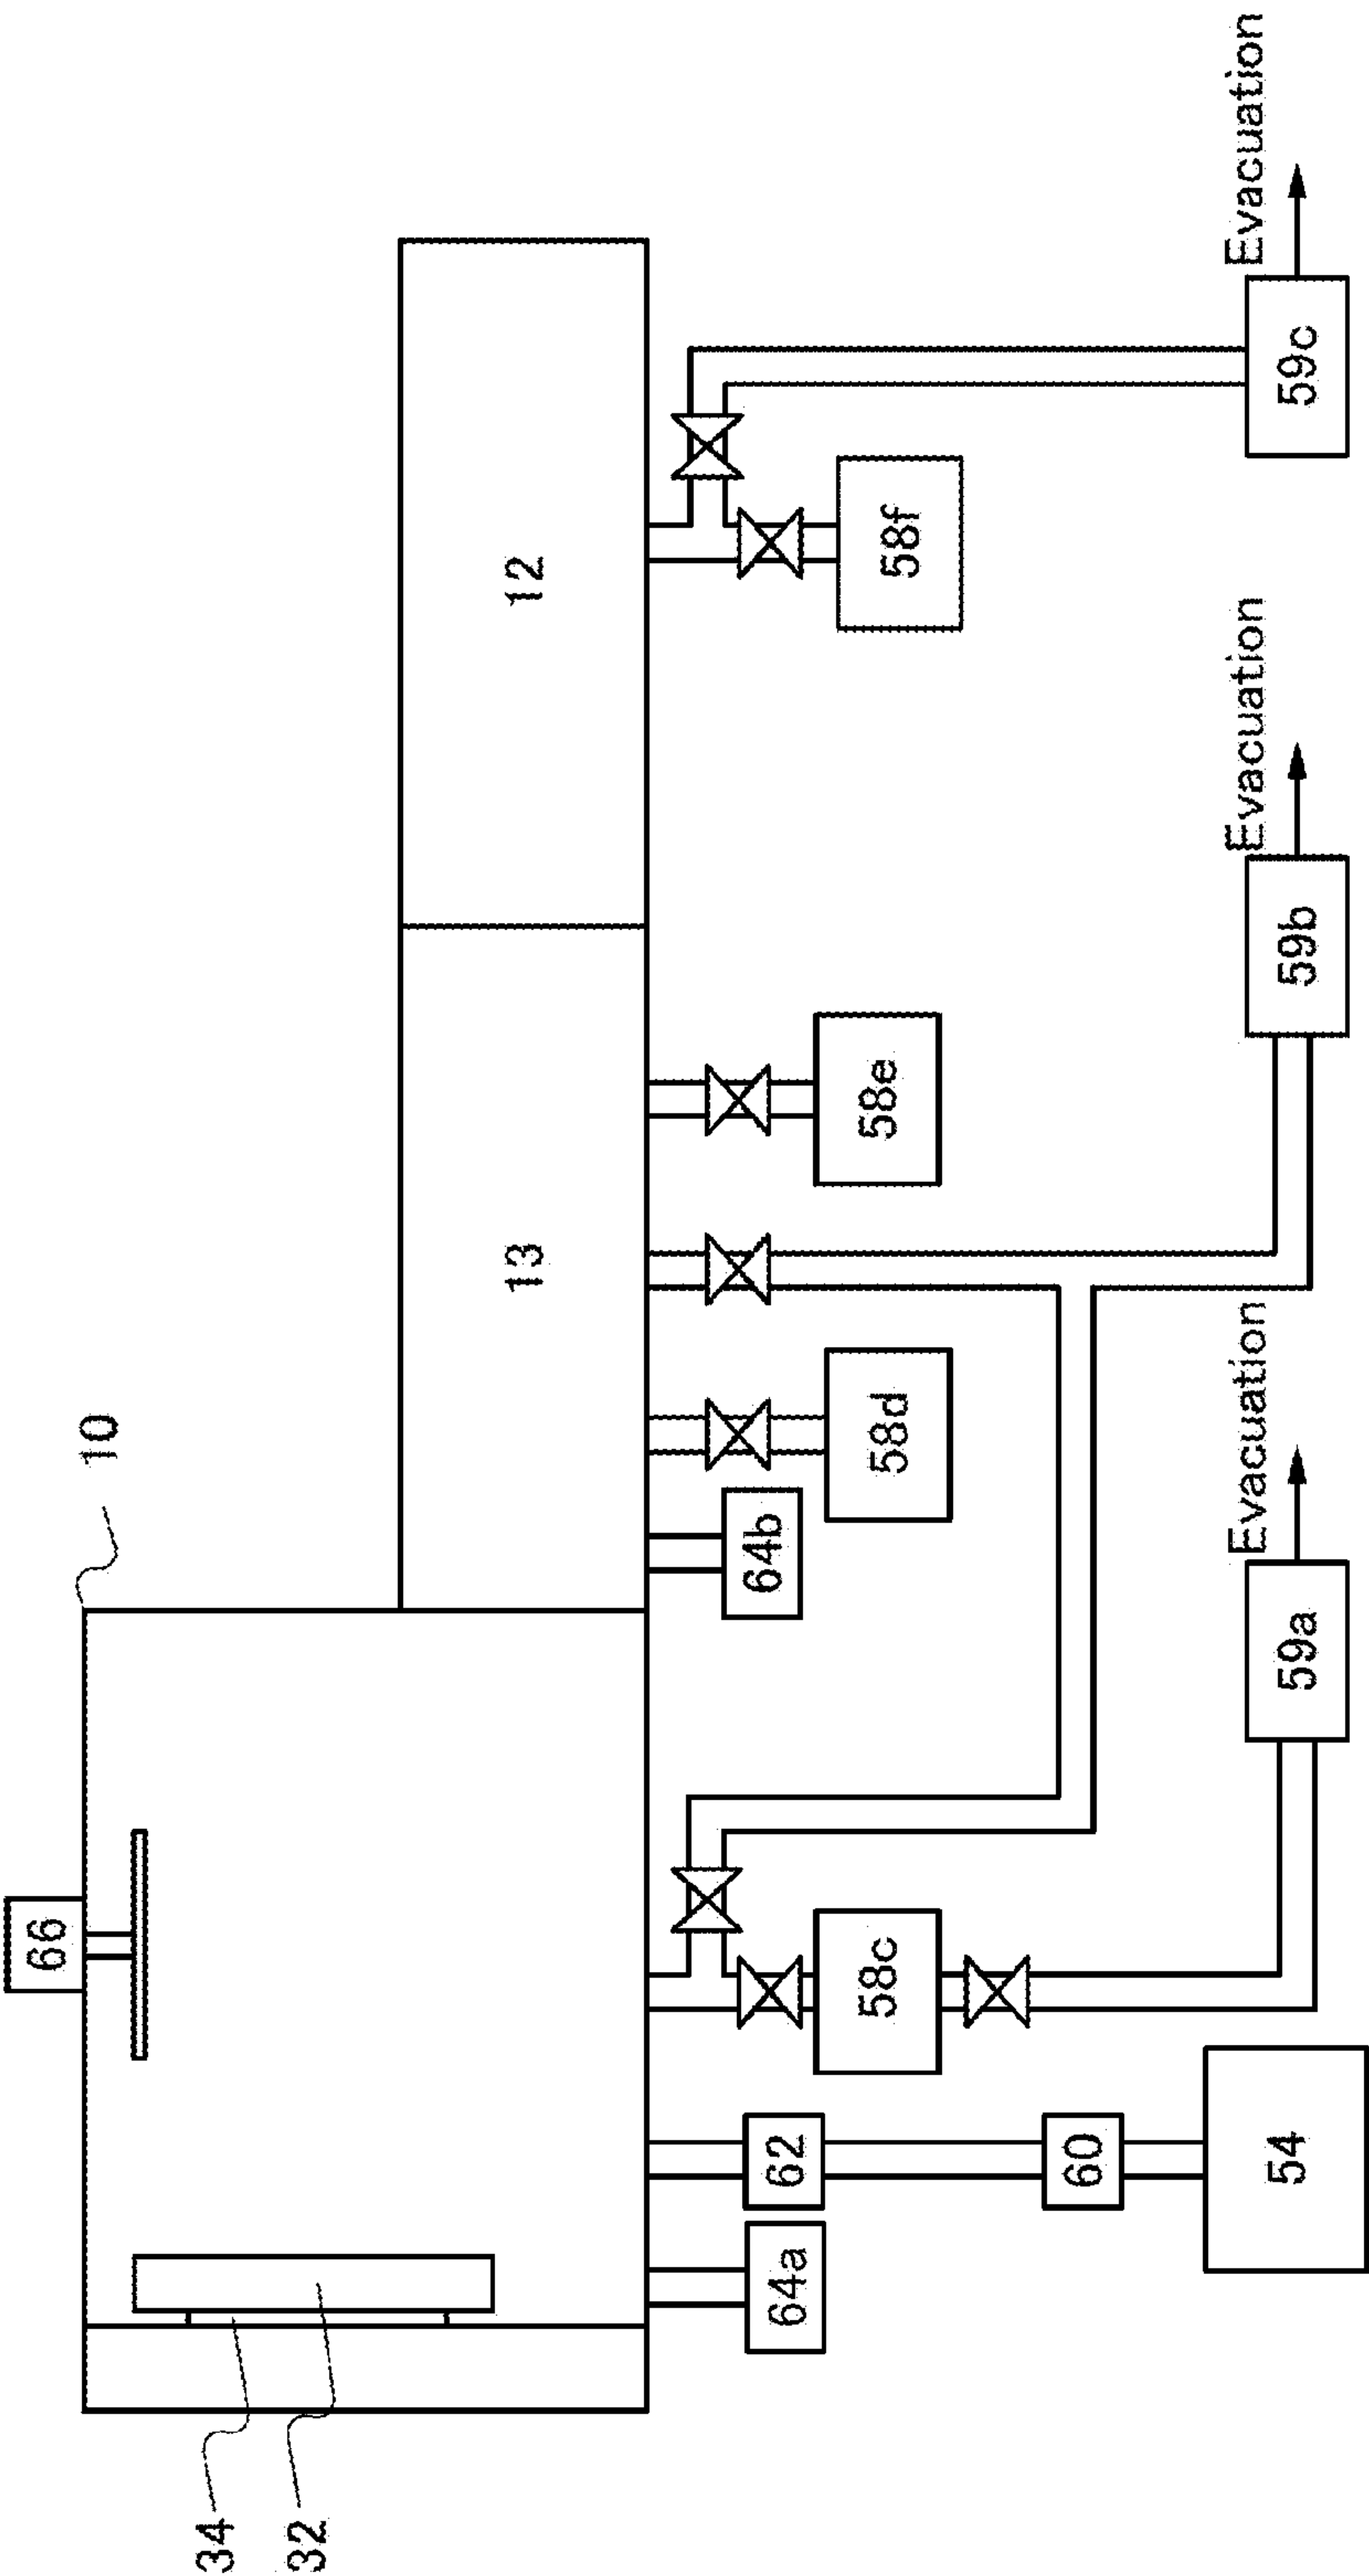 66
10
34
32
13
12
64a
62
64b
58c
58d
58e
58f
60
Evacuation
Evacuation
Evacuation
54
59a
59b
59c